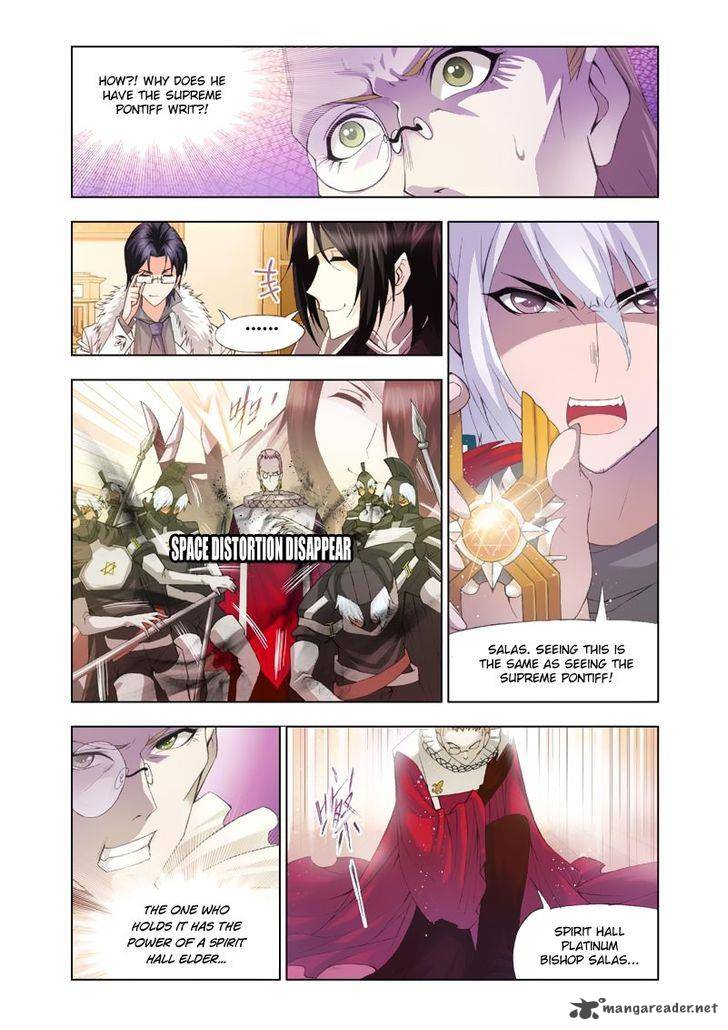 HOW?! WHY DOES HE
HAVE THE SUPREME
PONTIFF WRIT?!
......
SALAS. SEEING THIS IS
THE SAME AS SEEING THE
SUPREME PONTIFF!
SPACE DISTORTION DISAPPEAR
THE ONE WHO
HOLDS IT HAS THE
POWER OF A SPIRIT
HALL ELDER...
SPIRIT HALL
PLATINUM
BISHOP SALAS...
mangareader.net